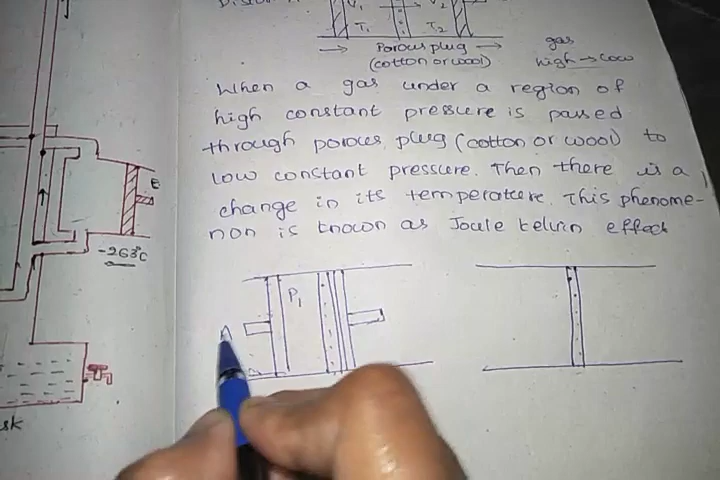 V1
V2
T1
T2
Porous plug
(cotton or wool)
gas
high → Low
When a gas under a region of
high constant pressure is passed
through porous plug (cotton or wool) to
low constant pressure. Then there is a
change in its temperature. This phenome-
non is known as Joule kelvin effect
E
-263°C
P1
sk